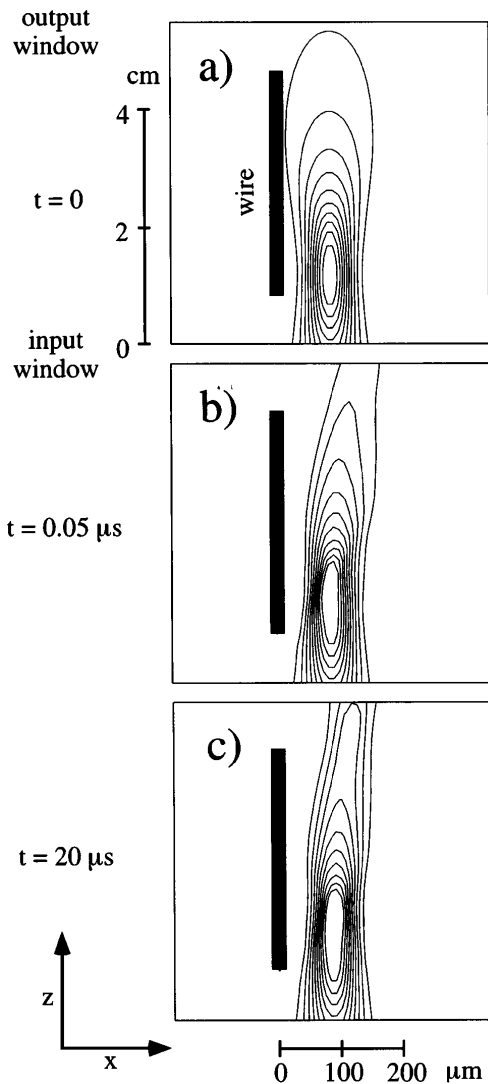 output
window
cm
a)
4
t = 0
wire
2
0
input
window
b)
t = 0.05 µs
c)
t = 20 µs
z
x
0 100 200 µm